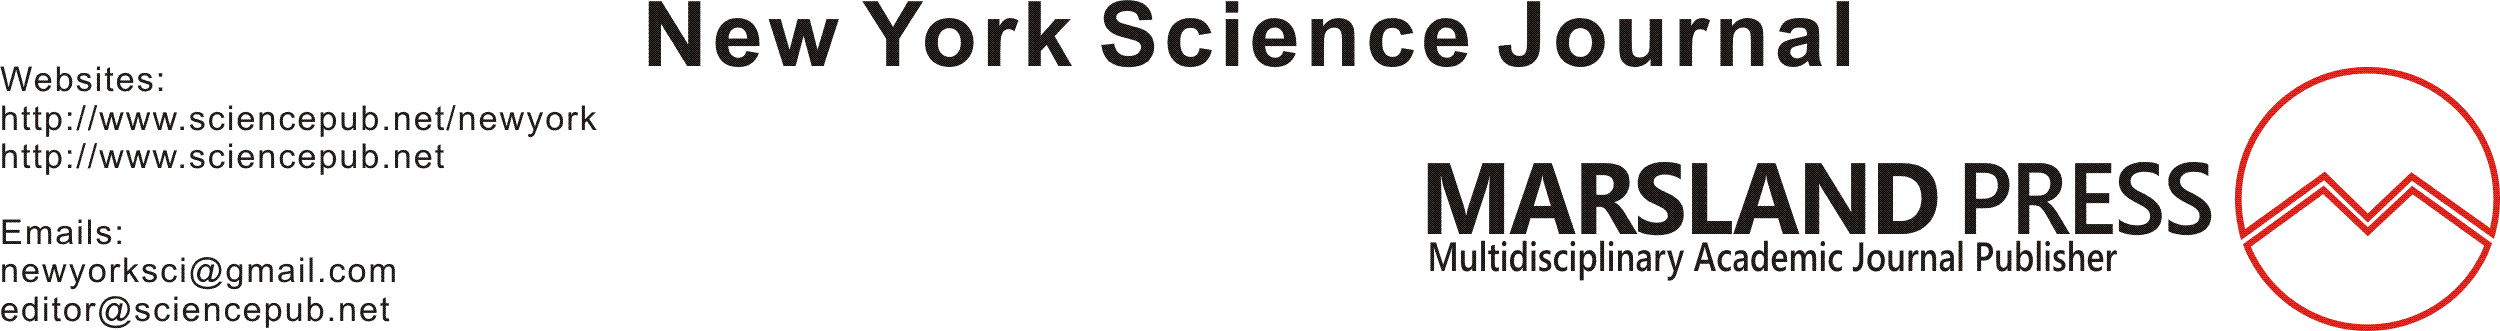 New York Science Journal
Websites:
http://www.sciencepub.net/newyork
http://www.sciencepub.net
Emails:
newyorksci@gmail.com
editor@sciencepub.net
MARSLAND PRESS
Multidisciplinary Academic Journal Publisher